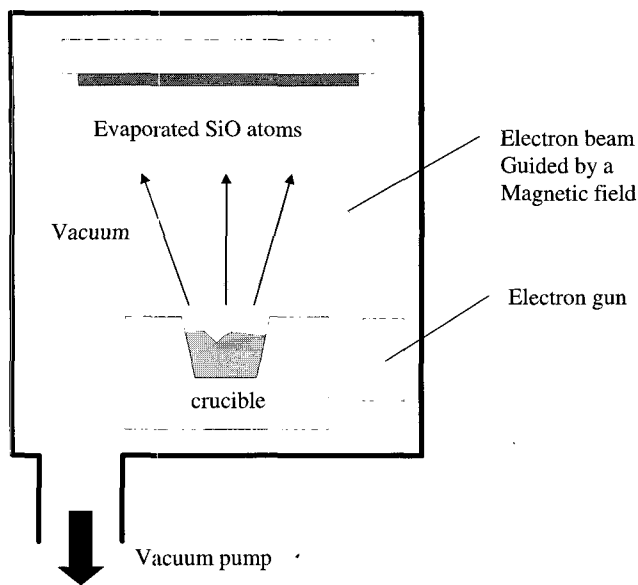 Evaporated SiO atoms
Electron beam
Guided by a
Magnetic field
Vacuum
Electron gun
crucible
Vacuum pump